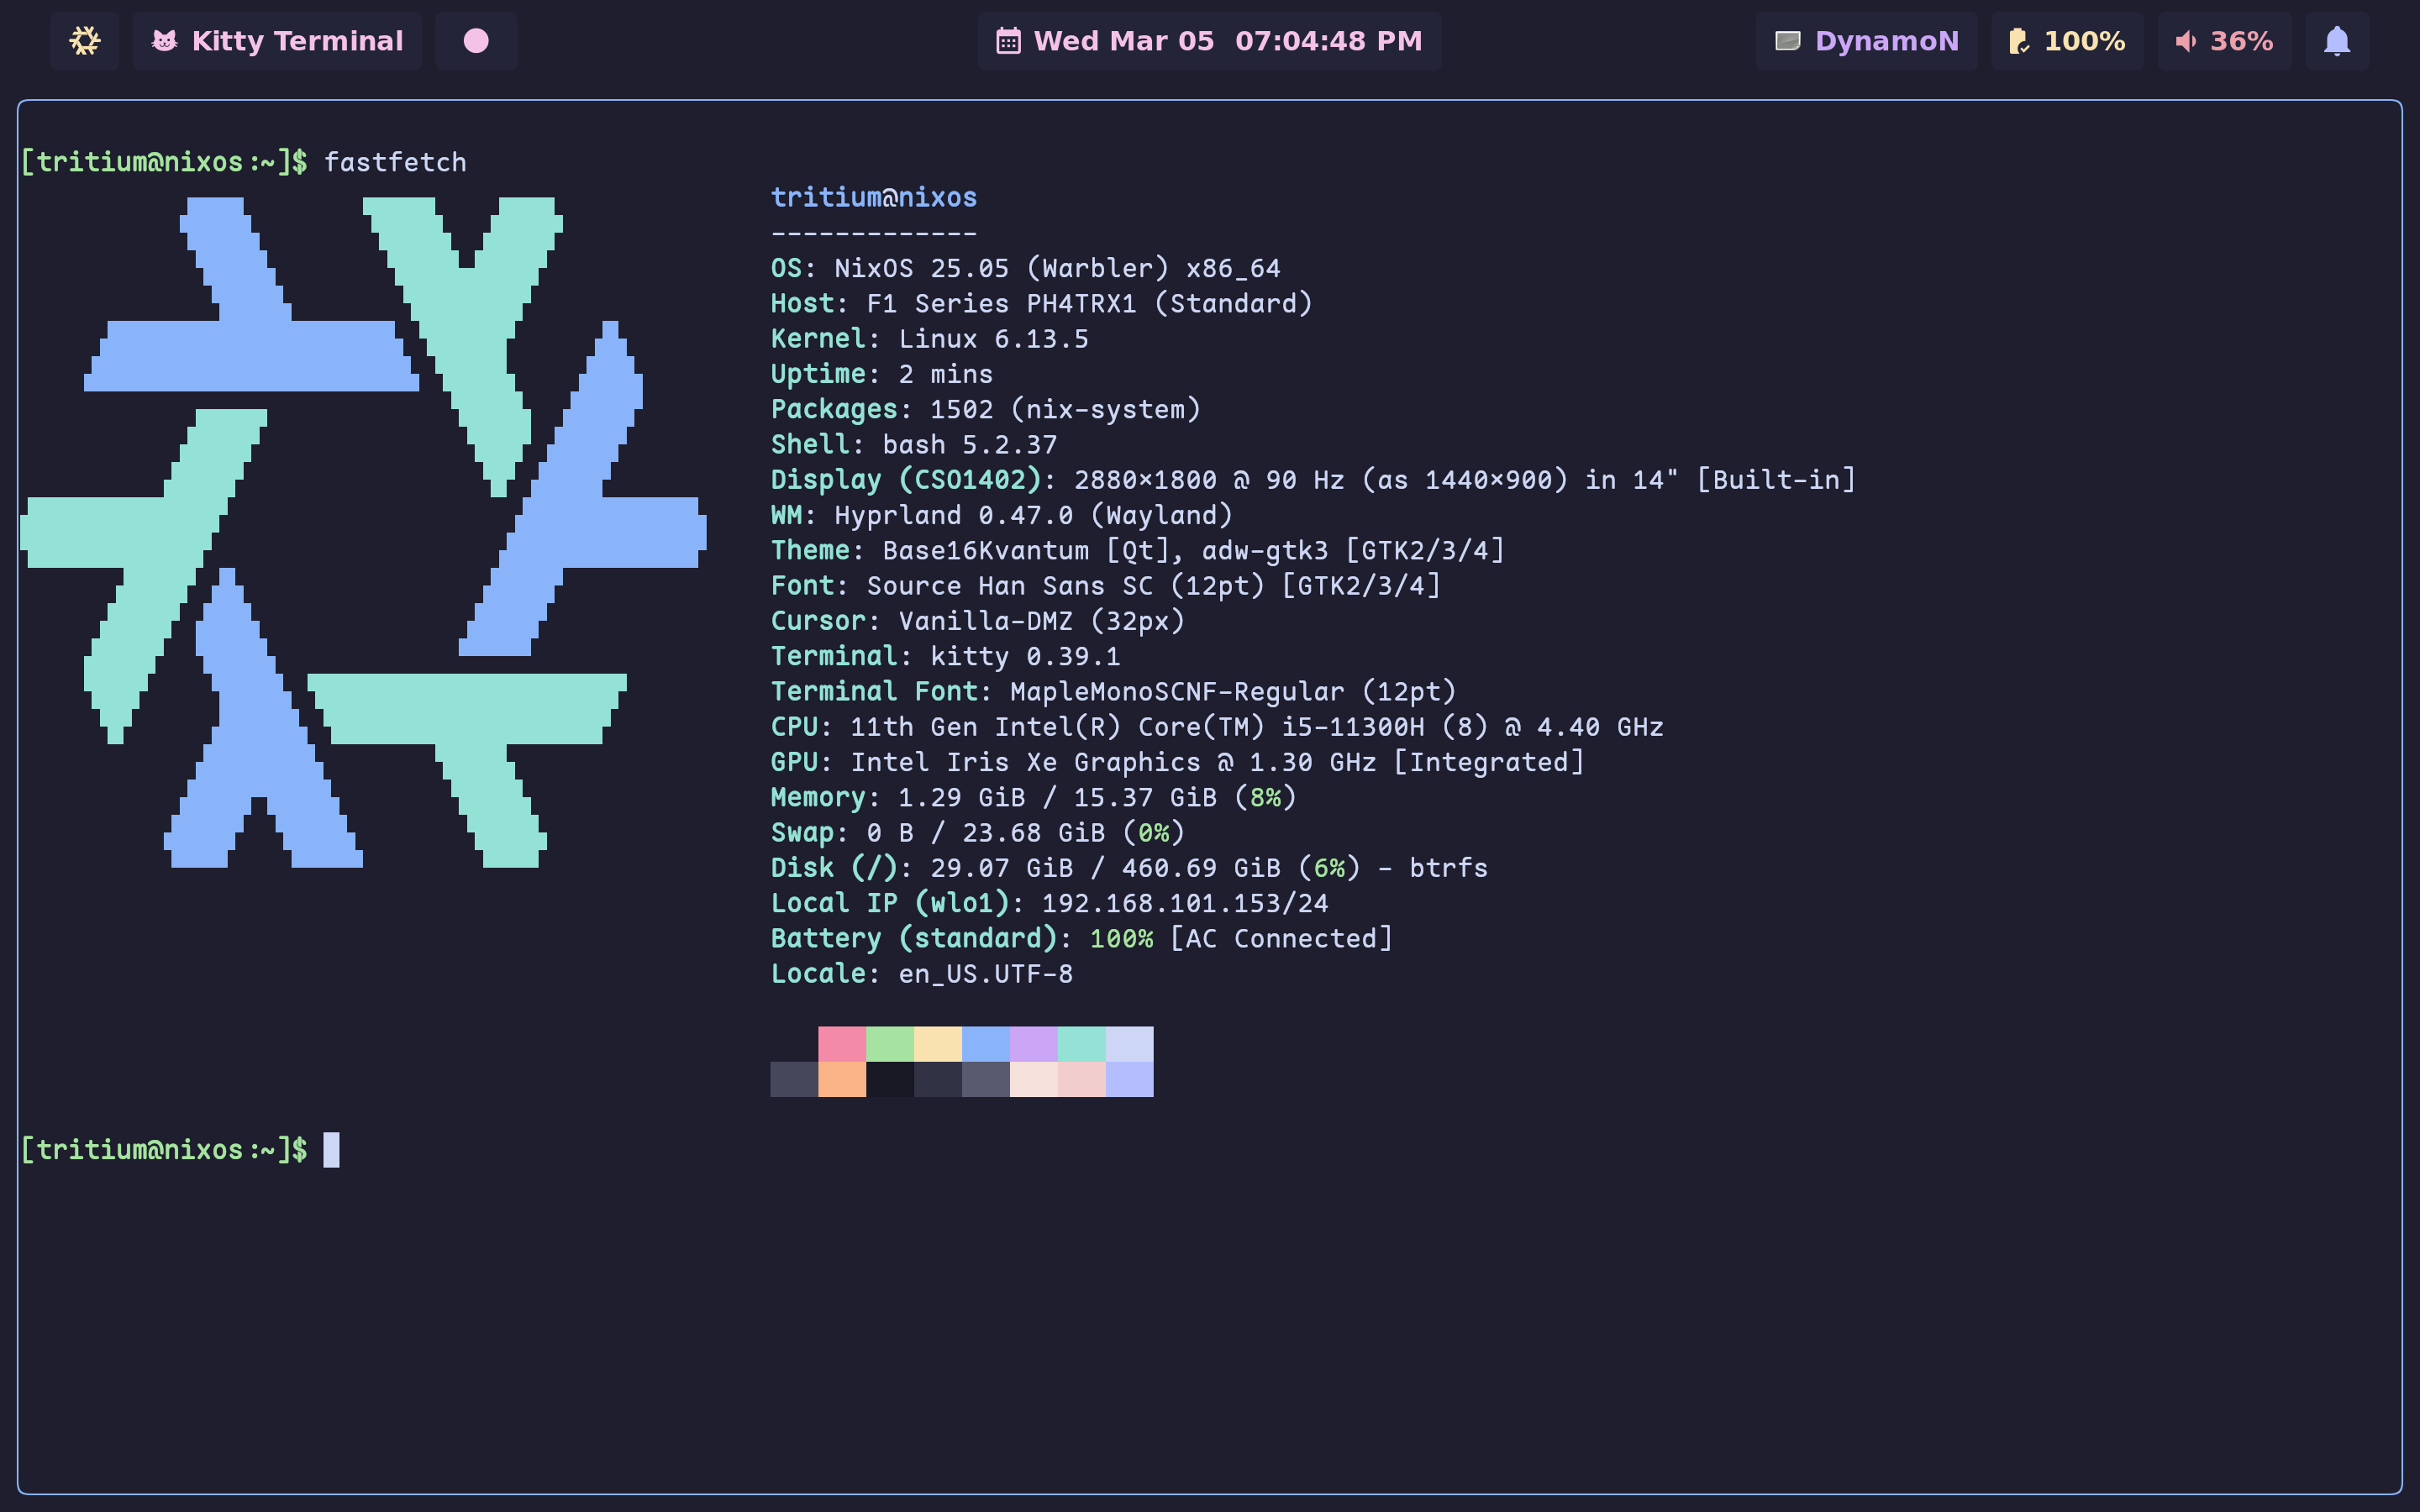 Kitty Terminal
Wed Mar 05  07:04:48 PM
DynamoN
100%
36%
[tritium@nixos:~]$ fastfetch
tritium@nixos
-------------
OS: NixOS 25.05 (Warbler) x86_64
Host: F1 Series PH4TRX1 (Standard)
Kernel: Linux 6.13.5
Uptime: 2 mins
Packages: 1502 (nix-system)
Shell: bash 5.2.37
Display (CSO1402): 2880×1800 @ 90 Hz (as 1440×900) in 14" [Built-in]
WM: Hyprland 0.47.0 (Wayland)
Theme: Base16Kvantum [Qt], adw-gtk3 [GTK2/3/4]
Font: Source Han Sans SC (12pt) [GTK2/3/4]
Cursor: Vanilla-DMZ (32px)
Terminal: kitty 0.39.1
Terminal Font: MapleMonoSCNF-Regular (12pt)
CPU: 11th Gen Intel(R) Core(TM) i5-11300H (8) @ 4.40 GHz
GPU: Intel Iris Xe Graphics @ 1.30 GHz [Integrated]
Memory: 1.29 GiB / 15.37 GiB (8%)
Swap: 0 B / 23.68 GiB (0%)
Disk (/): 29.07 GiB / 460.69 GiB (6%) - btrfs
Local IP (wlo1): 192.168.101.153/24
Battery (standard): 100% [AC Connected]
Locale: en_US.UTF-8
[tritium@nixos:~]$